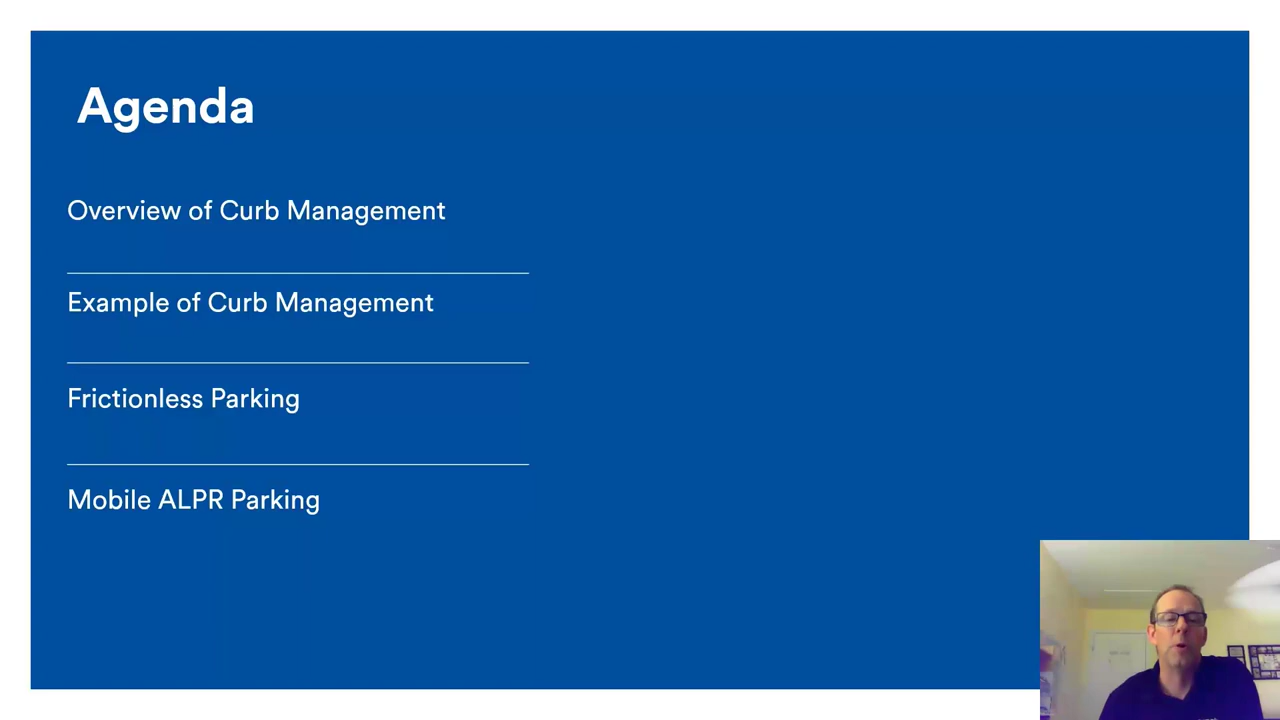 Agenda
Overview of Curb Management
Example of Curb Management
Frictionless Parking
Mobile ALPR Parking